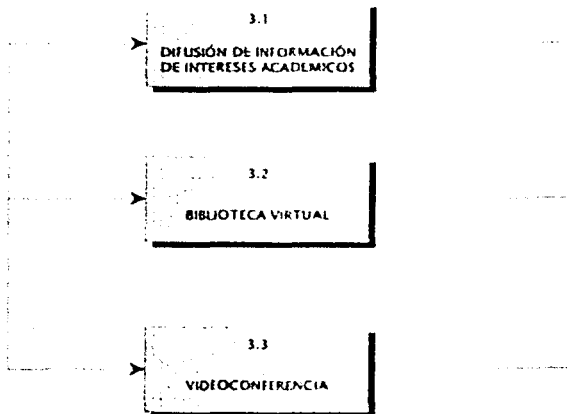 3.1
DIFUSIÓN DE INFORMACIÓN
DE INTERESES ACADEMICOS
3.2
BIBLIOTECA VIRTUAL
3.3
VIDEOCONFERENCIA